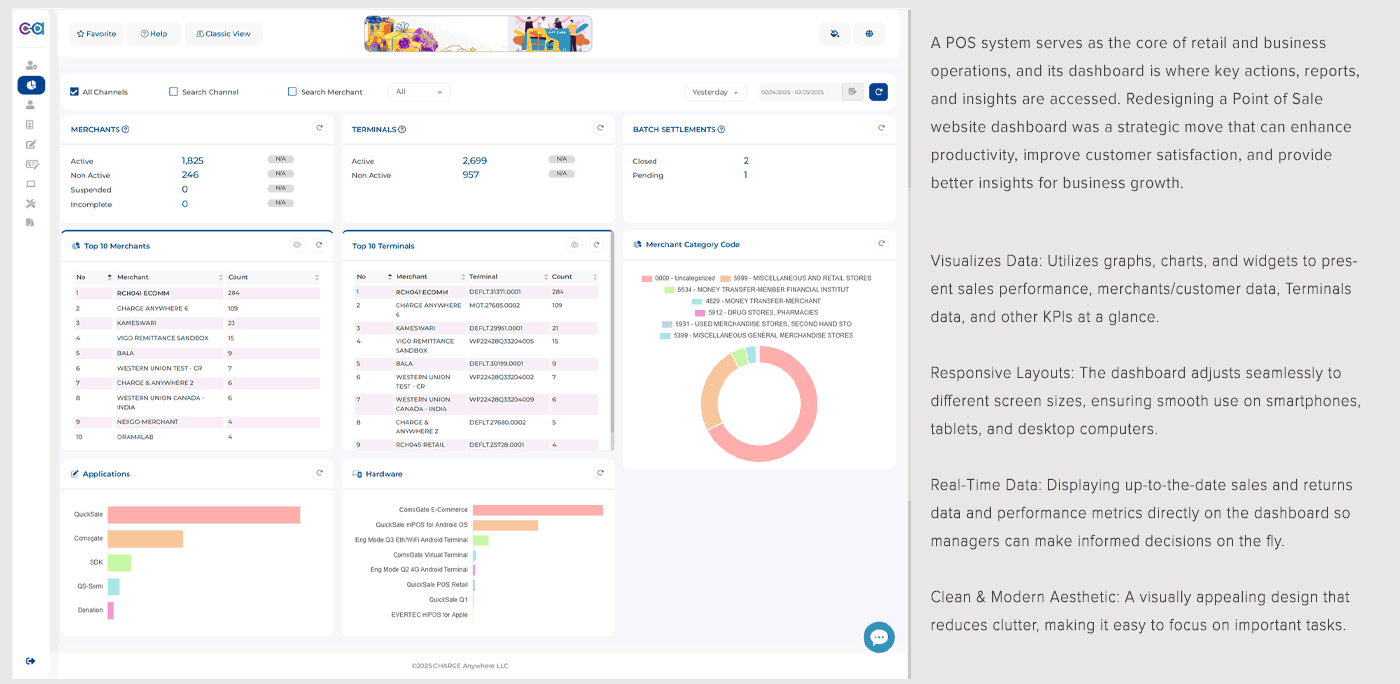 ca
Favorite
Help
Classic View
All Channels
Search Channel
Search Merchant
All
Yesterday
MERCHANTS
Active 1,825 N/A
Non Active 246 N/A
Suspended 0 N/A
Incomplete 0 N/A
TERMINALS
Active 2,699 N/A
Non Active 957 N/A
BATCH SETTLEMENTS
Closed 2
Pending 1
Top 10 Merchants
No Merchant Count
1 RCH041 ECOMM 284
2 CHARGE ANYWHERE 6 109
3 KAMESWARI 23
4 VIGO REMITTANCE SANDBOX 15
5 BALA 9
6 WESTERN UNION TEST - CR 7
7 CHARGE & ANYWHERE 2 6
8 WESTERN UNION CANADA - 6
INDIA
9 NEXGO-MERCHANT 4
10 ORAMALAB 4
Top 10 Terminals
No Merchant Terminal Count
1 RCH041 ECOMM DEFLT.31371.0001 284
2 CHARGE ANYWHERE MOT.27685.0002 109
6
3 KAMESWARI DEFLT.29951.0001 21
4 VIGO REMITTANCE WP22428Q33204005 15
SANDBOX
5 BALA DEFLT.30199.0001 9
6 WESTERN UNION WP22428Q33204002 7
TEST - CR
7 WESTERN UNION WP22428Q33204009 6
CANADA - INDIA
8 CHARGE & DEFLT.27680.0002 5
ANYWHERE 2
9 RCH045-RETAIL DEFLT.25728.0001 4
Merchant Category Code
0000 - Uncategorized 5999 - MISCELLANEOUS AND RETAIL STORES
6534 - MONEY TRANSFER-MEMBER FINANCIAL INSTITUT
4829 - MONEY TRANSFER-MERCHANT
5912 - DRUG STORES, PHARMACIES
5931 - USED MERCHANDISE STORES, SECOND HAND STO
5399 - MISCELLANEOUS GENERAL MERCHANDISE STORES
Applications
QuickSale
Comsgate
SDK
QS-Semi
Donation
Hardware
ComsGate E-Commerce
QuickSale mPOS for Android OS
Eng Mode Q3 Eth/WiFi Android Terminal
ComsGate Virtual Terminal
Eng Mode Q2 4G Android Terminal
QuickSale POS Retail
QuickSale Q1
EVERTEC mPOS for Apple
©2025 CHARGE Anywhere LLC
A POS system serves as the core of retail and business
operations, and its dashboard is where key actions, reports,
and insights are accessed. Redesigning a Point of Sale
website dashboard was a strategic move that can enhance
productivity, improve customer satisfaction, and provide
better insights for business growth.
Visualizes Data: Utilizes graphs, charts, and widgets to pres-
ent sales performance, merchants/customer data, Terminals
data, and other KPIs at a glance.
Responsive Layouts: The dashboard adjusts seamlessly to
different screen sizes, ensuring smooth use on smartphones,
tablets, and desktop computers.
Real-Time Data: Displaying up-to-the-date sales and returns
data and performance metrics directly on the dashboard so
managers can make informed decisions on the fly.
Clean & Modern Aesthetic: A visually appealing design that
reduces clutter, making it easy to focus on important tasks.